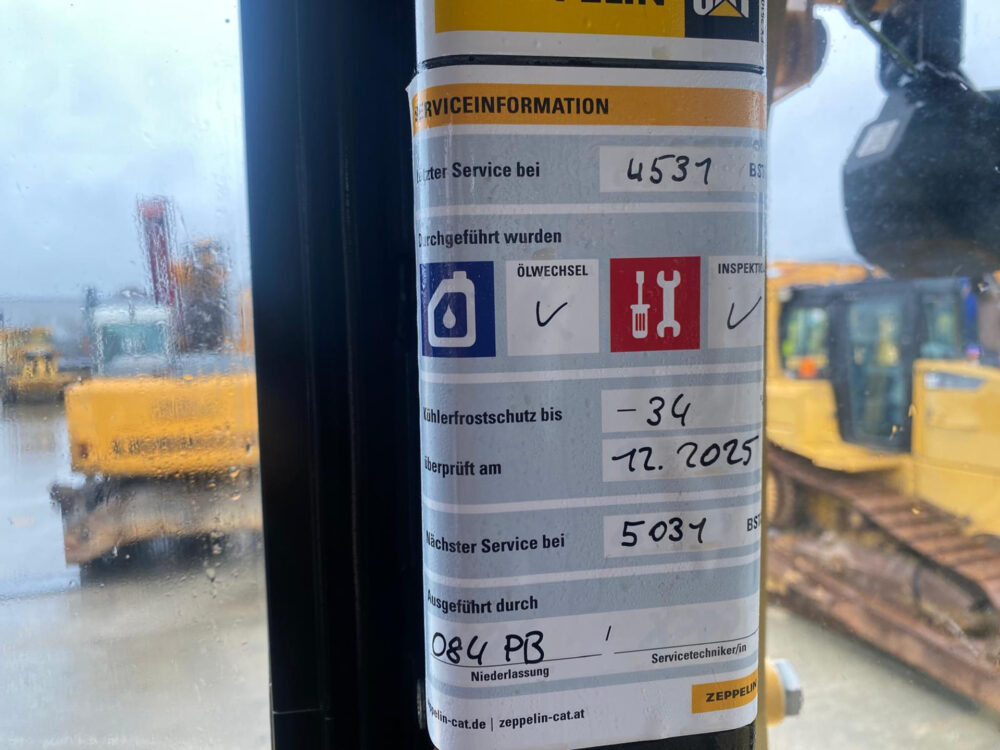 SERVICEINFORMATION
Letzter Service bei 4531
Durchgeführt wurden
ÖLWECHSEL
Kühlerfrostschutz bis -34
überprüft am 12. 2025
Nächster Service bei 5031
Ausgeführt durch
084 PB /
Niederlassung Servicetechniker/in
ZEPPELIN
zeppelin-cat.de | zeppelin-cat.at